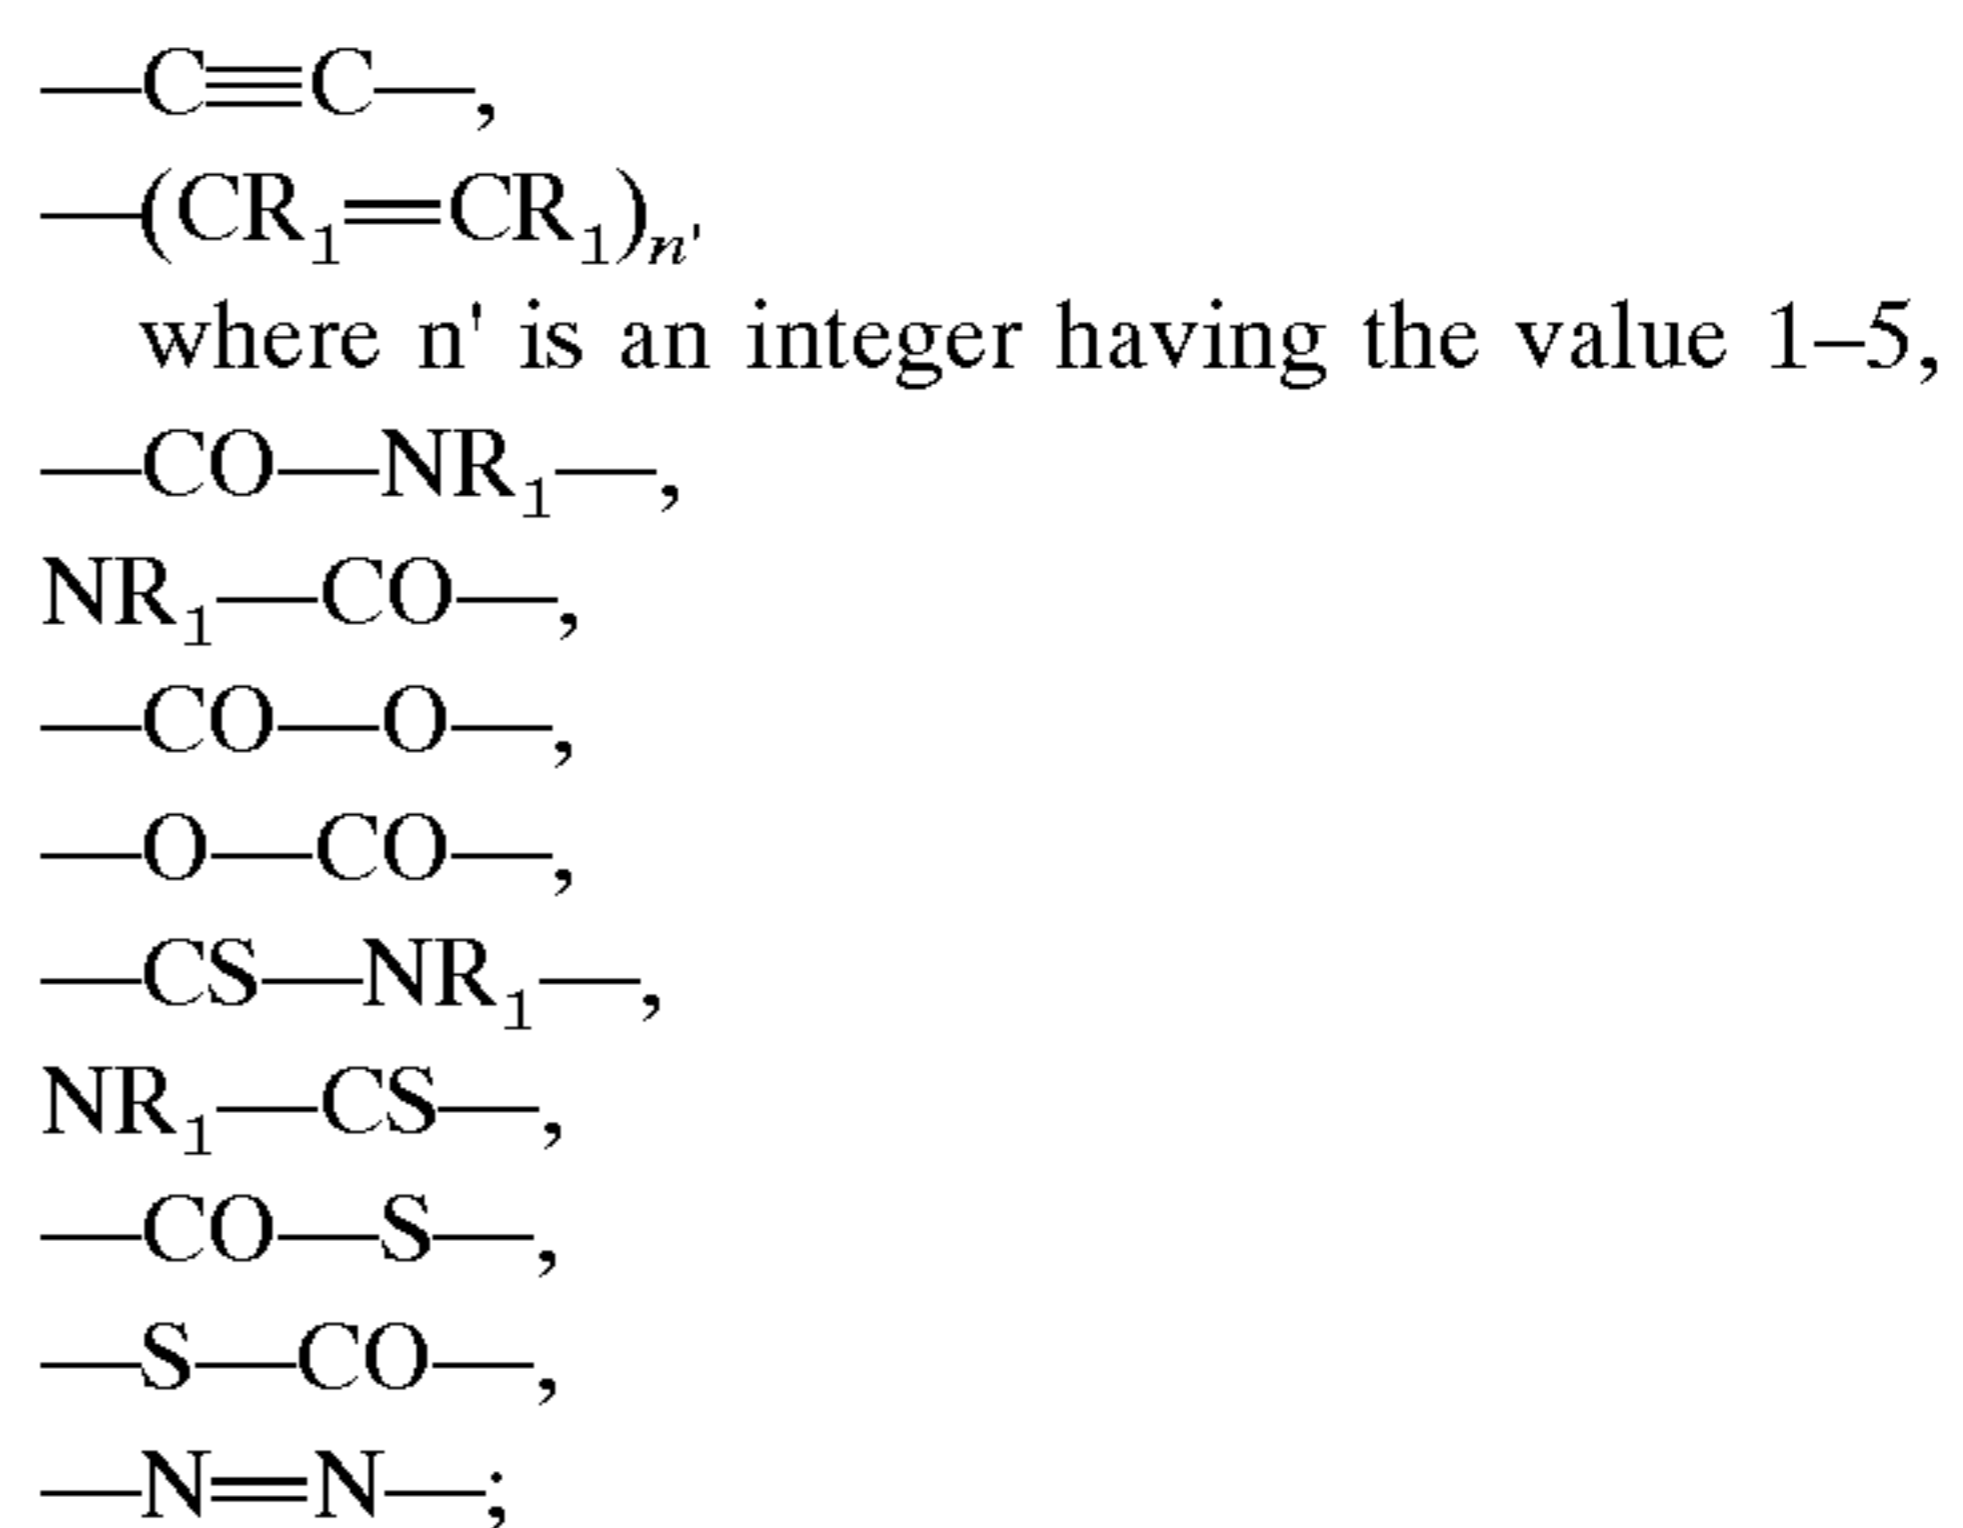 —C≡C—,
—(CR₁=CR₁)ₙ'
where n' is an integer having the value 1–5,
—CO—NR₁—,
NR₁—CO—,
—CO—O—,
—O—CO—,
—CS—NR₁—,
NR₁—CS—,
—CO—S—,
—S—CO—,
—N=N—;